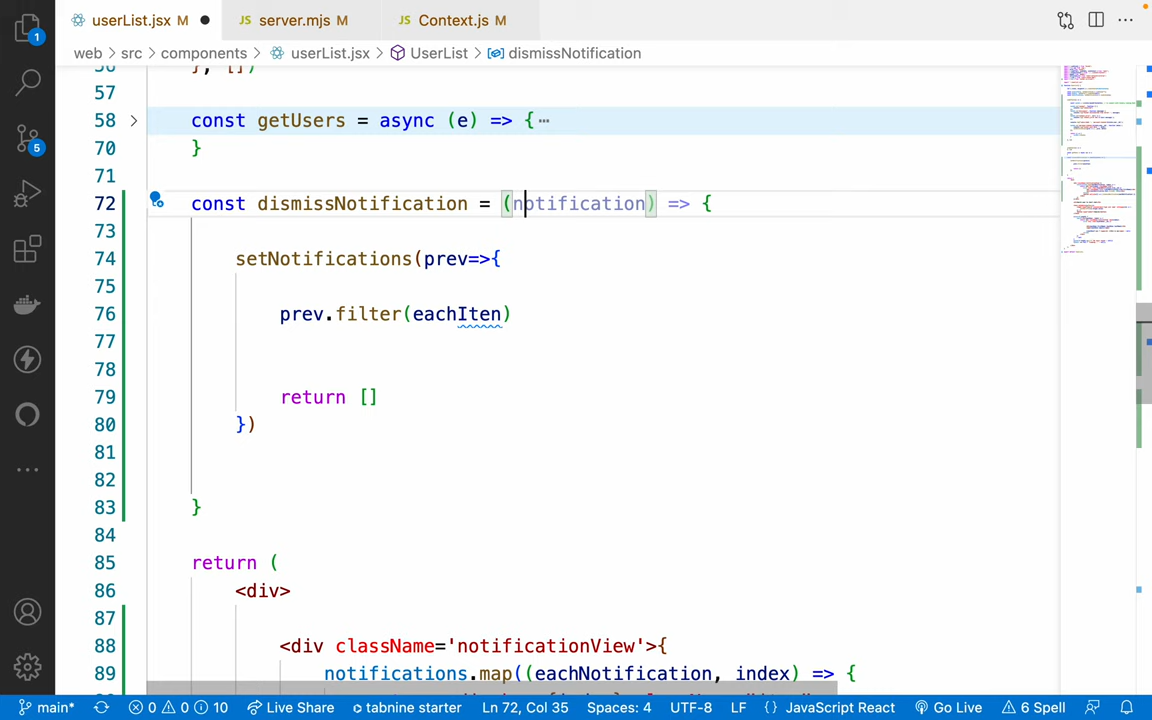 userList.jsx M
JS server.mjs M
JS Context.js M
web > src > components > userList.jsx > UserList > dismissNotification
1
5
56 }, [])
57
58 const getUsers = async (e) => {⋯
70 }
71
72 const dismissNotification = (notification) => {
73
74 setNotifications(prev=>{
75
76 prev.filter(eachIten)
77
78
79 return []
80 })
81
82
83 }
84
85 return (
86 <div>
87
88 <div className='notificationView'>{
89 notifications.map((eachNotification, index) => {
main* 0 0 10 Live Share tabnine starter Ln 72, Col 35 Spaces: 4 UTF-8 LF {} JavaScript React Go Live 6 Spell